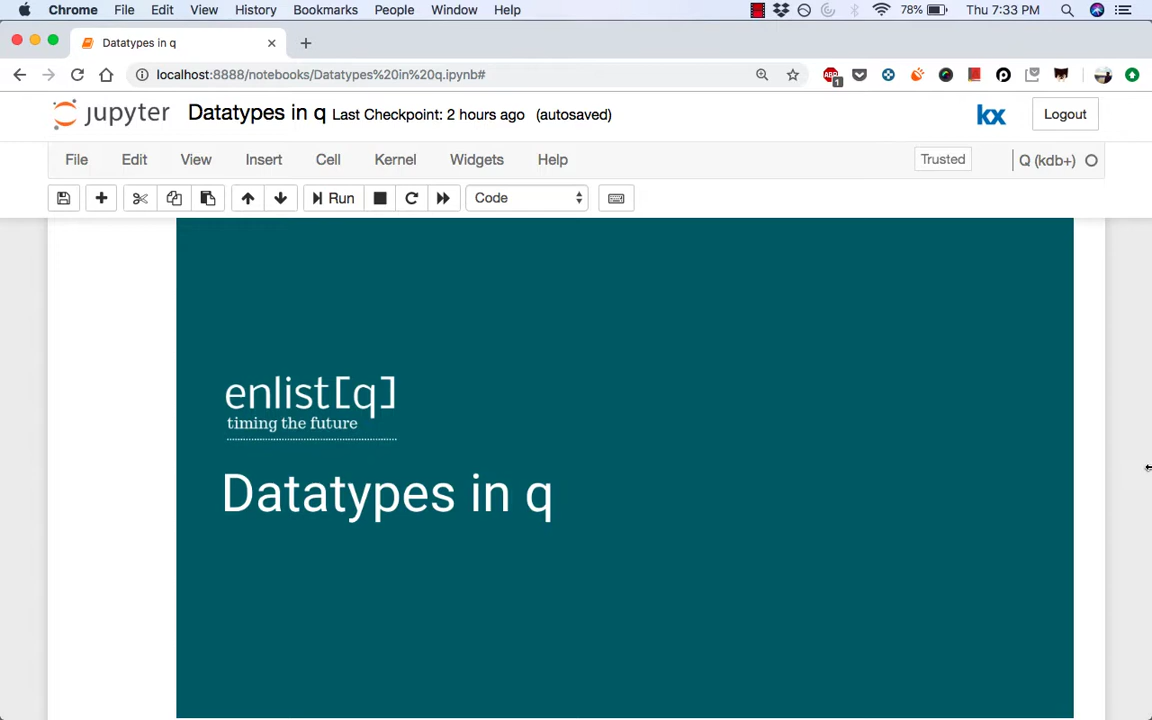 Chrome File Edit View History Bookmarks People Window Help 78% Thu 7:33 PM
Datatypes in q
localhost:8888/notebooks/Datatypes%20in%20q.ipynb#
ABP 1
jupyter Datatypes in q Last Checkpoint: 2 hours ago (autosaved) kx Logout
File Edit View Insert Cell Kernel Widgets Help Trusted Q (kdb+)
Run Code
enlist[q]
timing the future
Datatypes in q